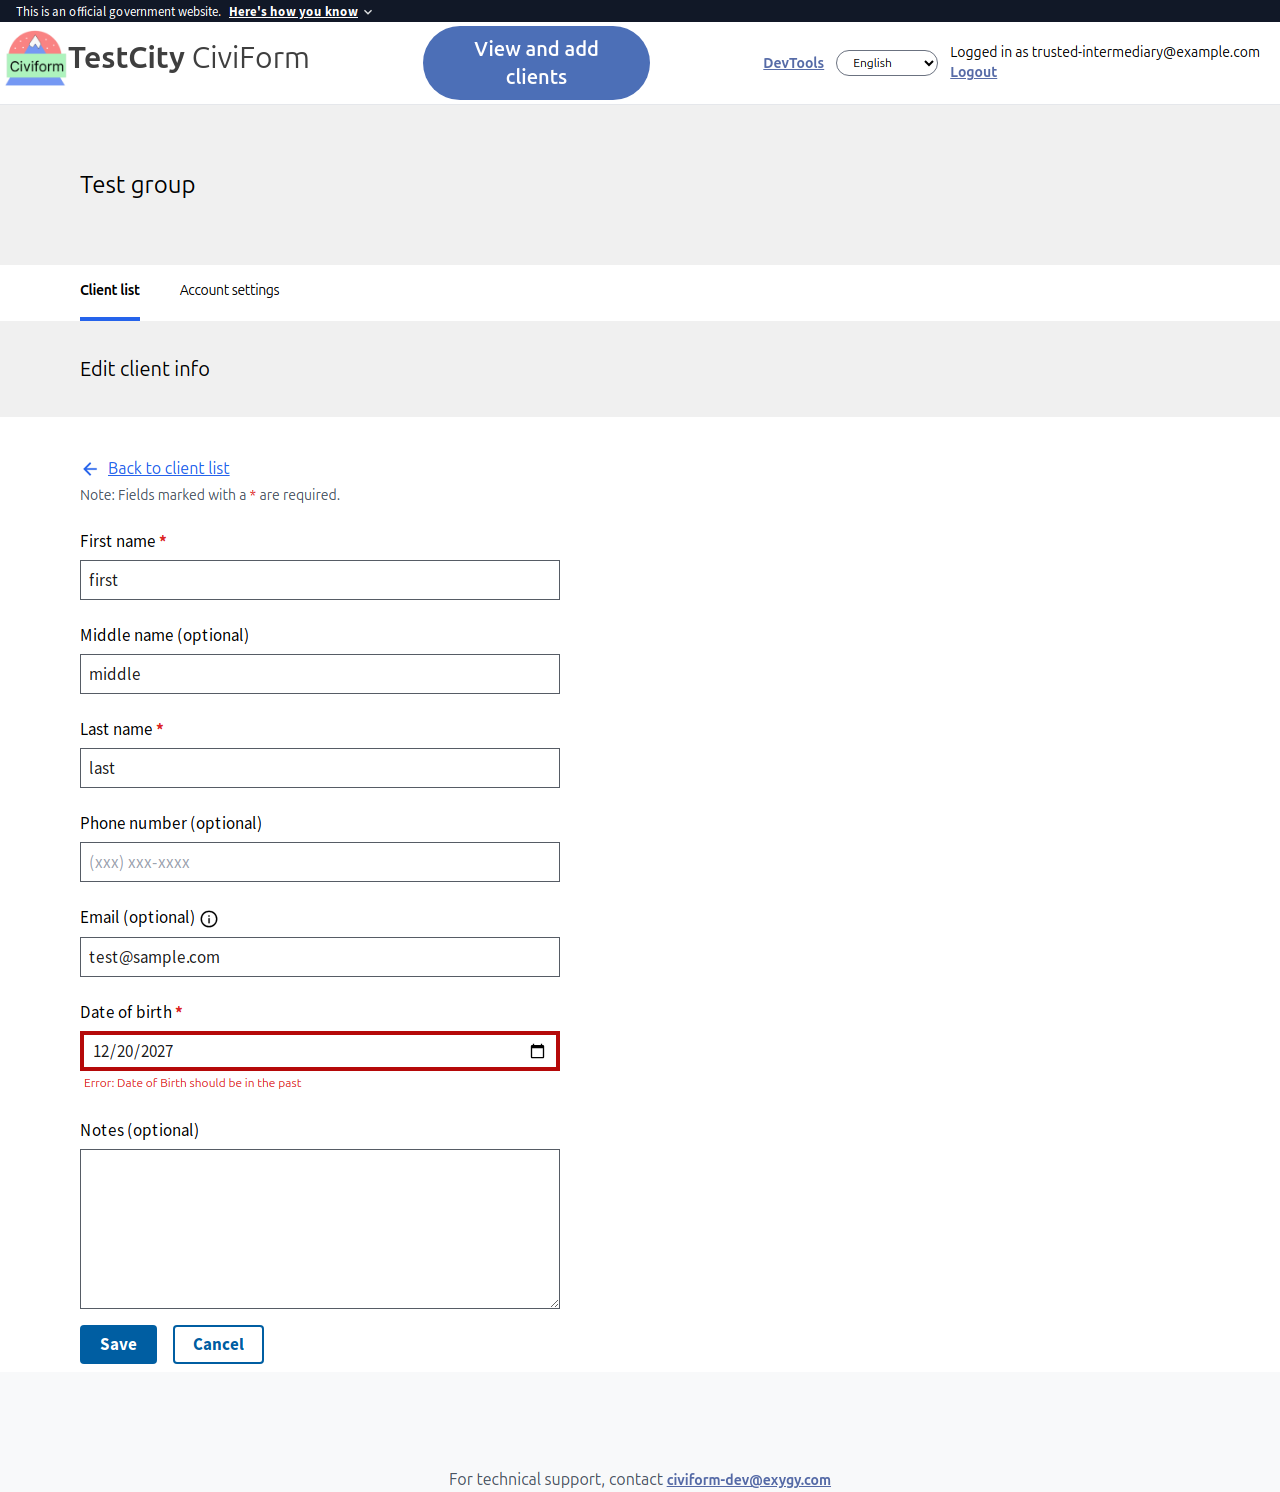 This is an official government website. Here's how you know
Civiform
TestCity CiviForm
View and add
clients
DevTools
English
Logged in as trusted-intermediary@example.com
Logout
Test group
Client list
Account settings
Edit client info
Back to client list
Note: Fields marked with a * are required.
First name *
first
Middle name (optional)
middle
Last name *
last
Phone number (optional)
(xxx) xxx-xxxx
Email (optional)
test@sample.com
Date of birth *
12/20/2027
Error: Date of Birth should be in the past
Notes (optional)
Save
Cancel
For technical support, contact civiform-dev@exygy.com